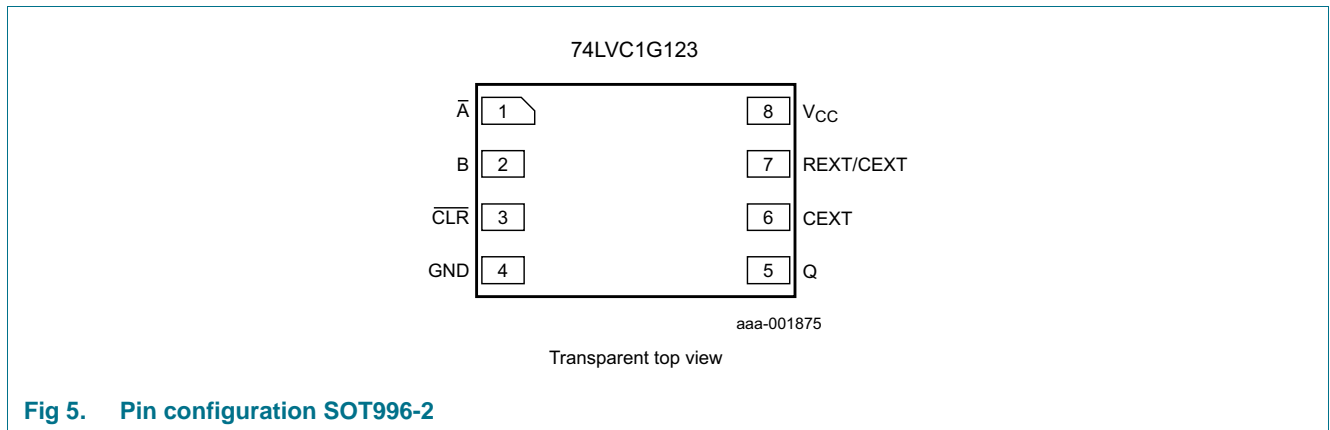 74LVC1G123
A̅ 1 8 VCC
B 2 7 REXT/CEXT
C̅L̅R̅ 3 6 CEXT
GND 4 5 Q
aaa-001875
Transparent top view
Fig 5. Pin configuration SOT996-2